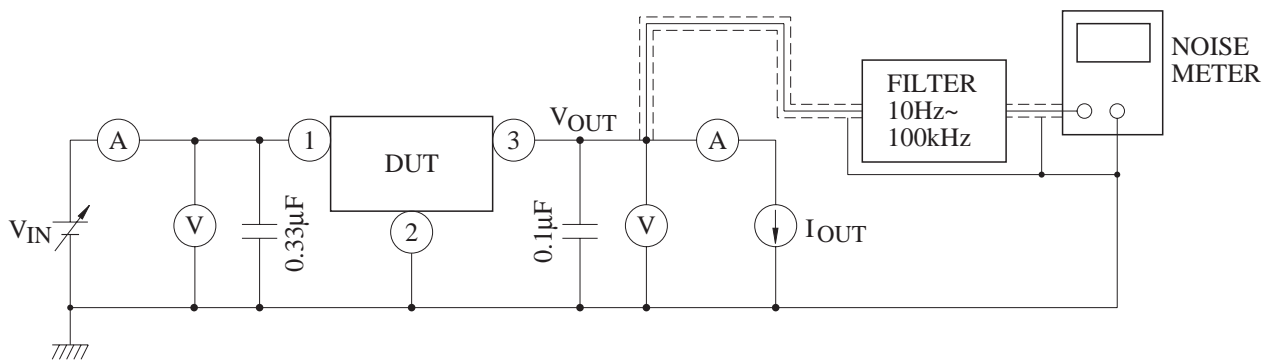 NOISE
METER
FILTER
10Hz~
100kHz
A
1
DUT
3
VOUT
A
VIN
V
0.33μF
2
0.1μF
V
IOUT